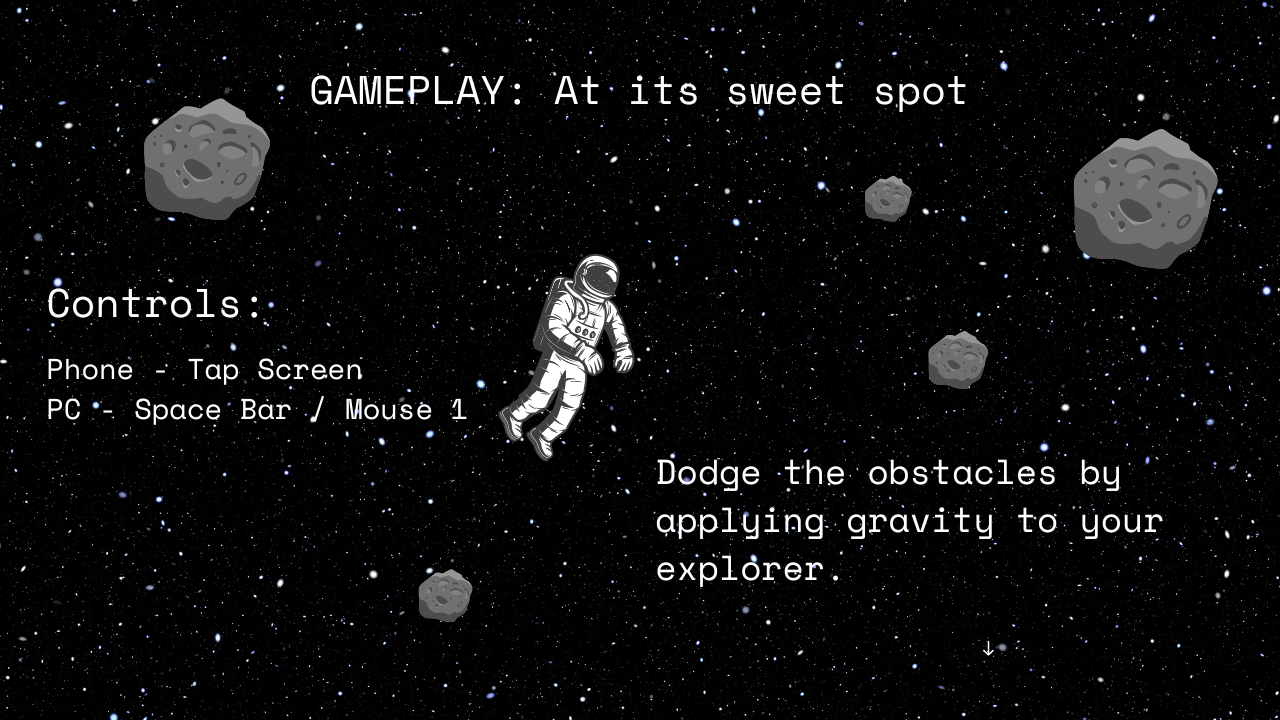 GAMEPLAY: At its sweet spot
Controls:
Phone - Tap Screen
PC - Space Bar / Mouse 1
Dodge the obstacles by
applying gravity to your
explorer.
↓